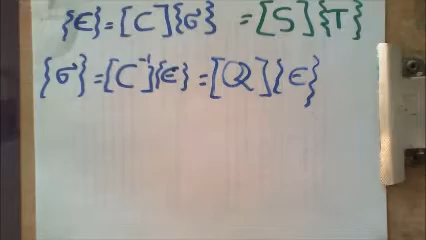 {ϵ} = [C]{σ} = [S]{T}
{σ} = [C⁻¹]{ϵ} = [Q]{ϵ}